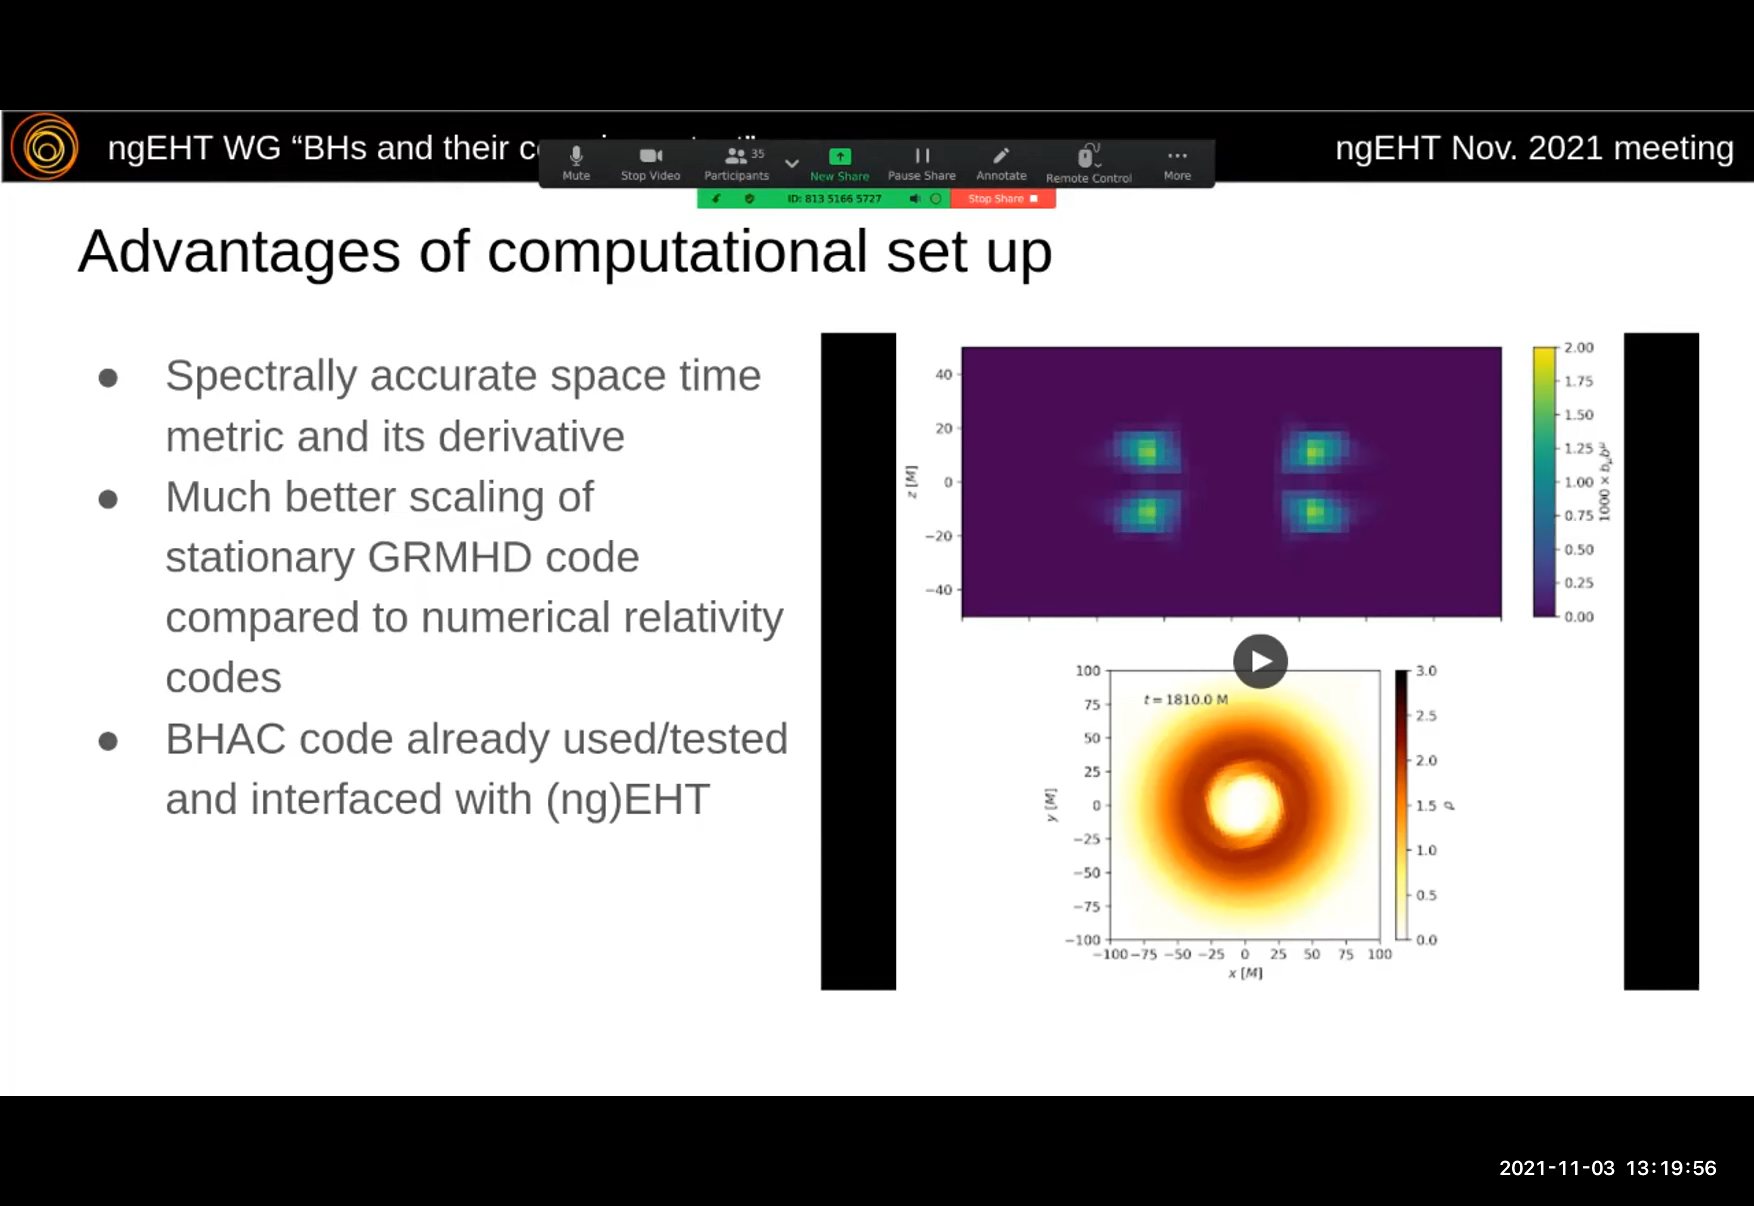 ngEHT WG “BHs and their
ngEHT Nov. 2021 meeting
Mute
Stop Video
Participants
35
New Share
Pause Share
Annotate
Remote Control
More
ID: 813 5166 5727
Stop Share
Advantages of computational set up
● Spectrally accurate space time
metric and its derivative
● Much better scaling of
stationary GRMHD code
compared to numerical relativity
codes
● BHAC code already used/tested
and interfaced with (ng)EHT
40
20
0
−20
−40
z [M]
2.00
1.75
1.50
1.25
1.00
0.75
0.50
0.25
0.00
1000 × bμbμ
t = 1810.0 M
100
75
50
25
0
−25
−50
−75
−100
y [M]
−100 −75 −50 −25 0 25 50 75 100
x [M]
3.0
2.5
2.0
1.5
1.0
0.5
0.0
ρ
2021-11-03 13:19:56